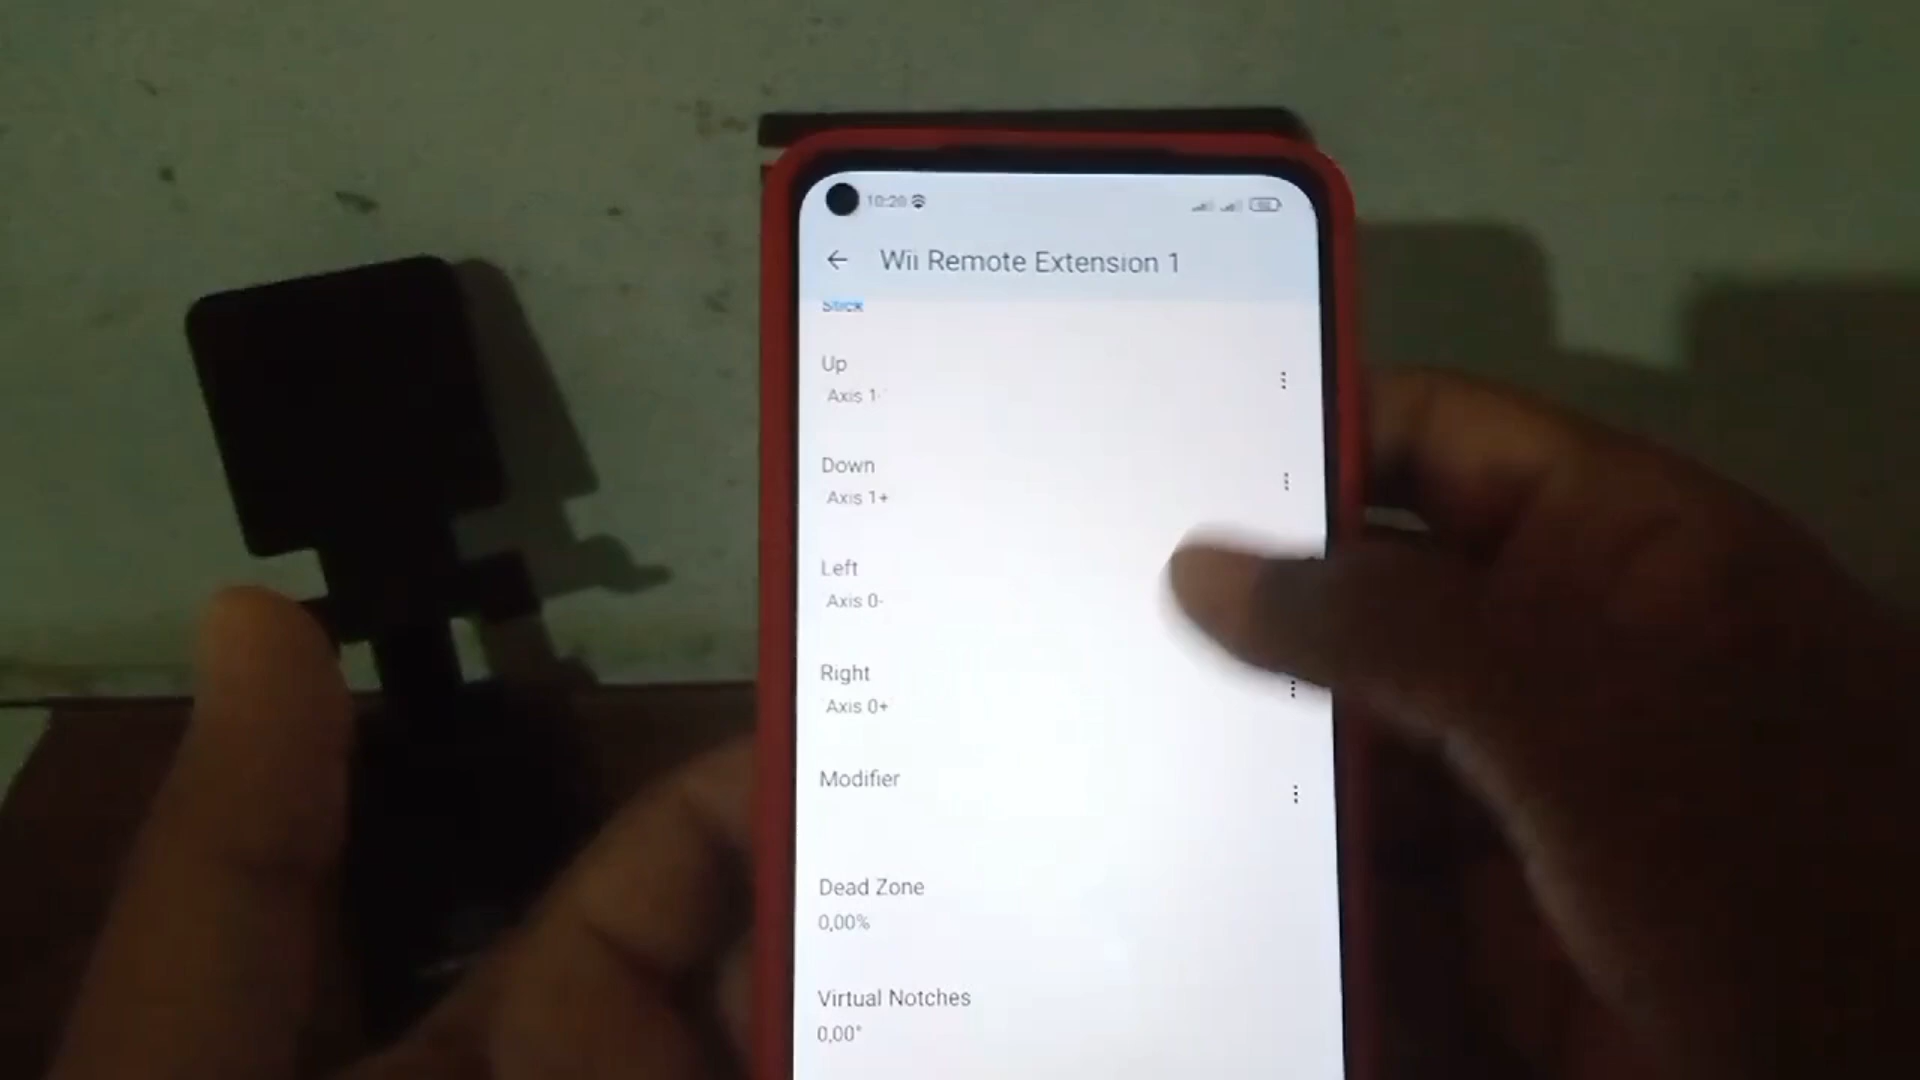 10:20
Wii Remote Extension 1
Stick
Up
Axis 1-
Down
Axis 1+
Left
Axis 0-
Right
Axis 0+
Modifier
Dead Zone
0,00%
Virtual Notches
0,00°